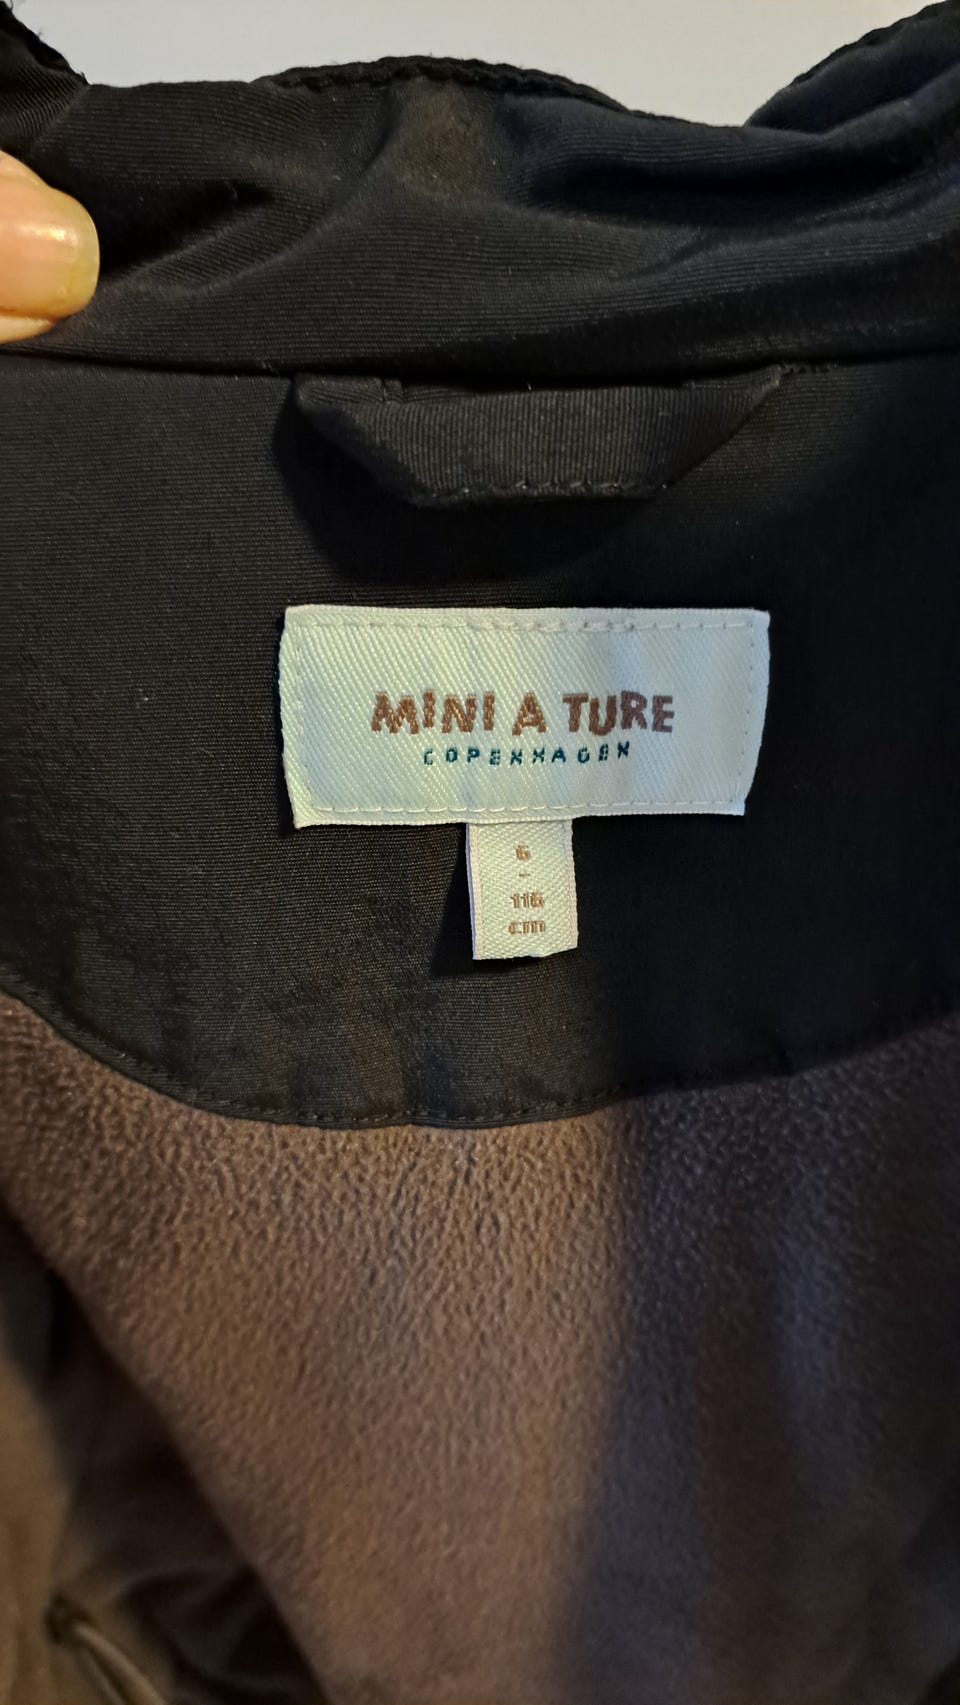 MINI A TURE
COPENHAGEN
6
-
116
cm